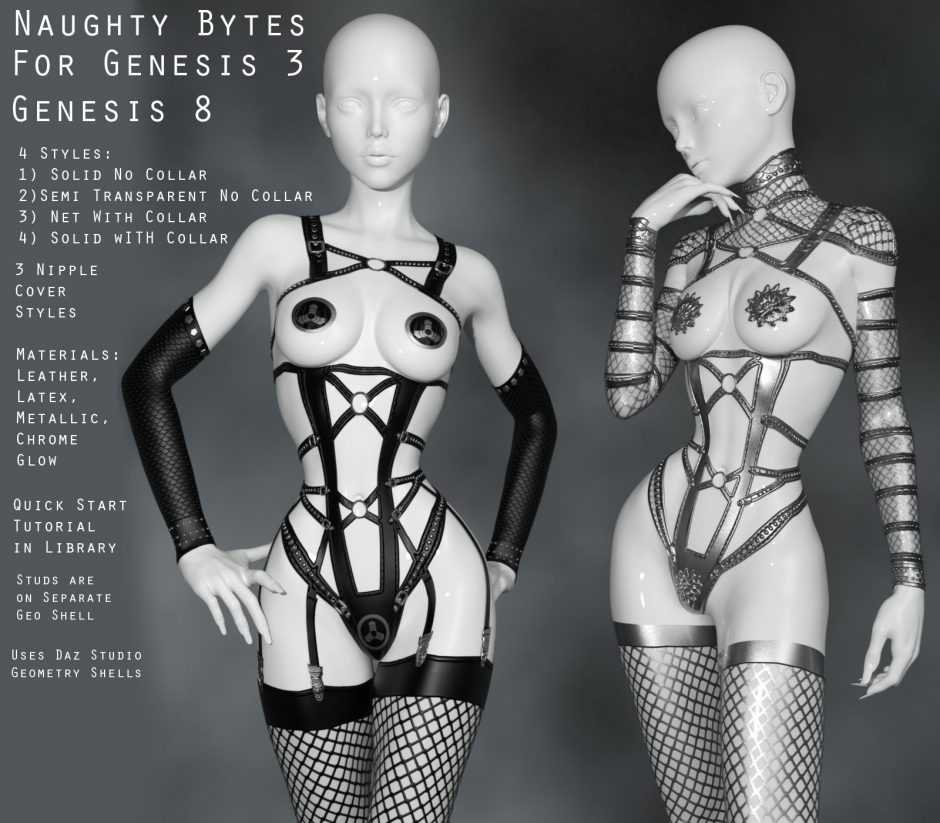 Naughty Bytes
For Genesis 3
Genesis 8
4 Styles:
1) Solid No Collar
2)Semi Transparent No Collar
3) Net With Collar
4) Solid wITH Collar
3 Nipple
Cover
Styles
Materials:
Leather,
Latex,
Metallic,
Chrome
Glow
Quick Start
Tutorial
in Library
Studs are
on Separate
Geo Shell
Uses Daz Studio
Geometry Shells